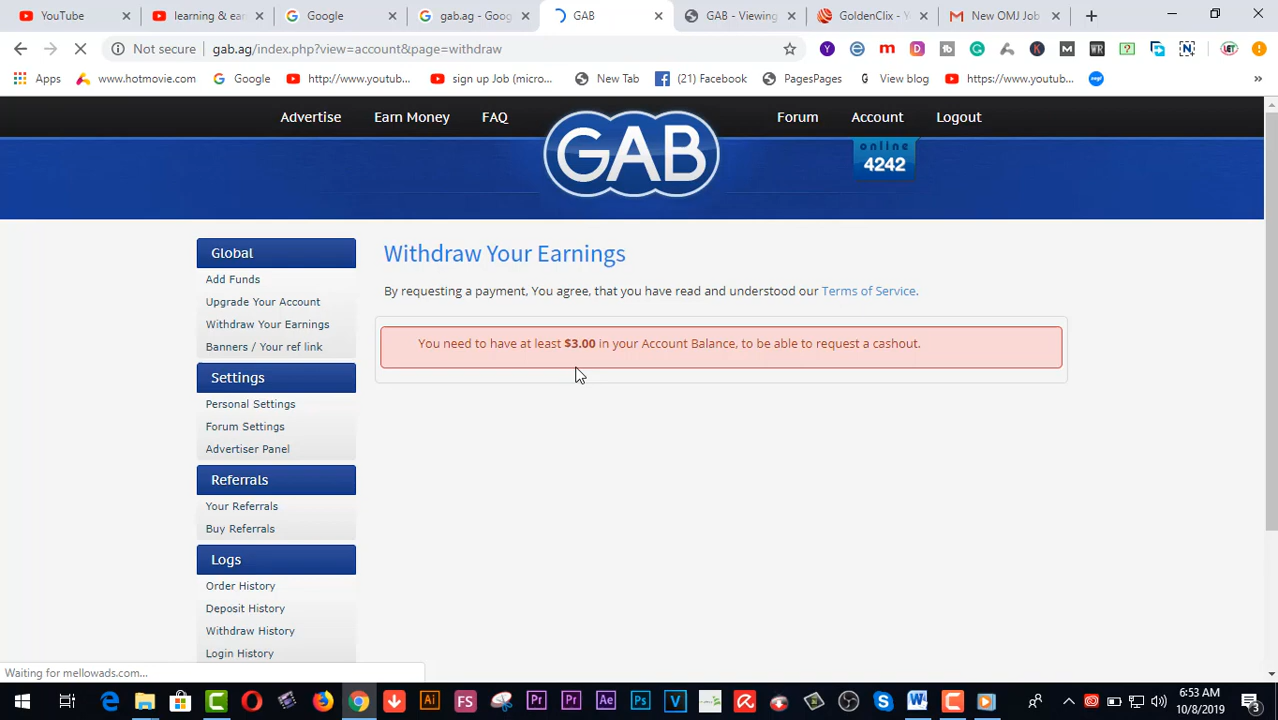 YouTube
learning & ear
Google
gab.ag - Goog
GAB
GAB - Viewing
GoldenClix - Y
New OMJ Job
Not secure
gab.ag/index.php?view=account&page=withdraw
Apps
www.hotmovie.com
Google
http://www.youtub...
sign up Job (micro...
New Tab
(21) Facebook
PagesPages
View blog
https://www.youtub...
»
Advertise
Earn Money
FAQ
GAB
Forum
Account
Logout
online
4242
Global
Add Funds
Upgrade Your Account
Withdraw Your Earnings
Banners / Your ref link
Settings
Personal Settings
Forum Settings
Advertiser Panel
Referrals
Your Referrals
Buy Referrals
Logs
Order History
Deposit History
Withdraw History
Login History
Withdraw Your Earnings
By requesting a payment, You agree, that you have read and understood our Terms of Service.
You need to have at least $3.00 in your Account Balance, to be able to request a cashout.
Waiting for mellowads.com...
6:53 AM
10/8/2019